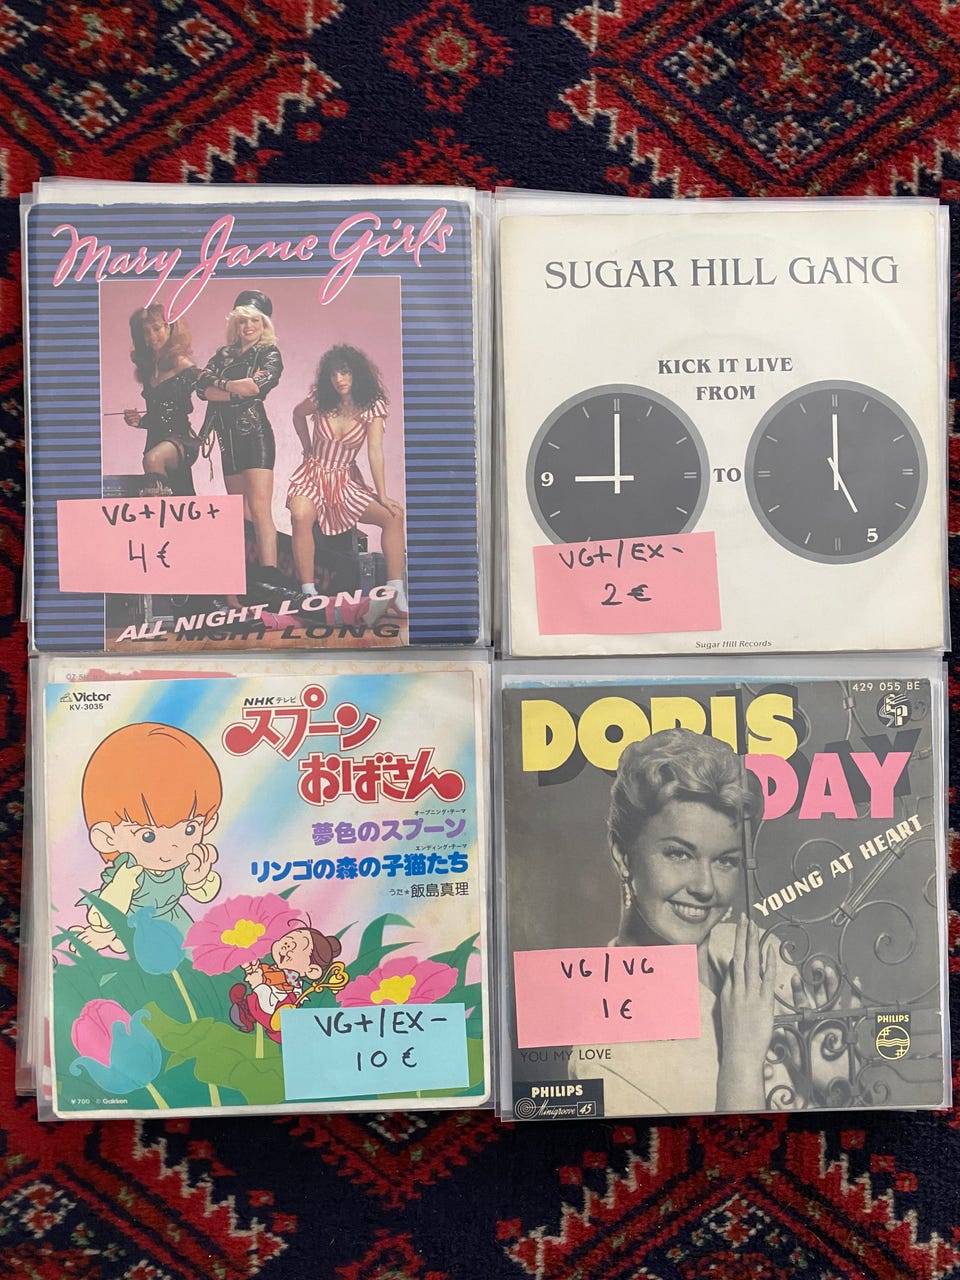 Mary Jane Girls
VG+/VG+
4 €
ALL NIGHT LONG
ALL NIGHT LONG
SUGAR HILL GANG
KICK IT LIVE
FROM
9
TO
5
VG+/EX-
2 €
Sugar Hill Records
Victor
KV-3035
NHKテレビ
スプーン
おばさん
オープニング・テーマ
夢色のスプーン
エンディング・テーマ
リンゴの森の子猫たち
うた★飯島真理
VG+/EX-
10 €
¥700 © Gakken
429 055 BE
DORIS
DAY
YOUNG AT HEART
VG/VG
1 €
YOU MY LOVE
PHILIPS
PHILIPS
Minigroove 45